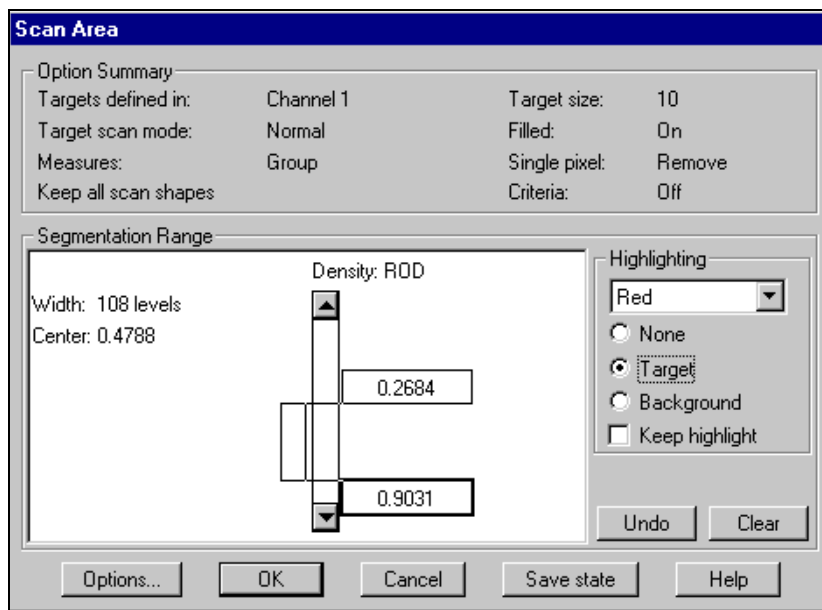 Scan Area
Option Summary
Targets defined in: Channel 1 Target size: 10
Target scan mode: Normal Filled: On
Measures: Group Single pixel: Remove
Keep all scan shapes Criteria: Off
Segmentation Range
Density: ROD
Width: 108 levels
Center: 0.4788
0.2684
0.9031
Highlighting
Red
None
Target
Background
Keep highlight
Undo Clear
Options... OK Cancel Save state Help